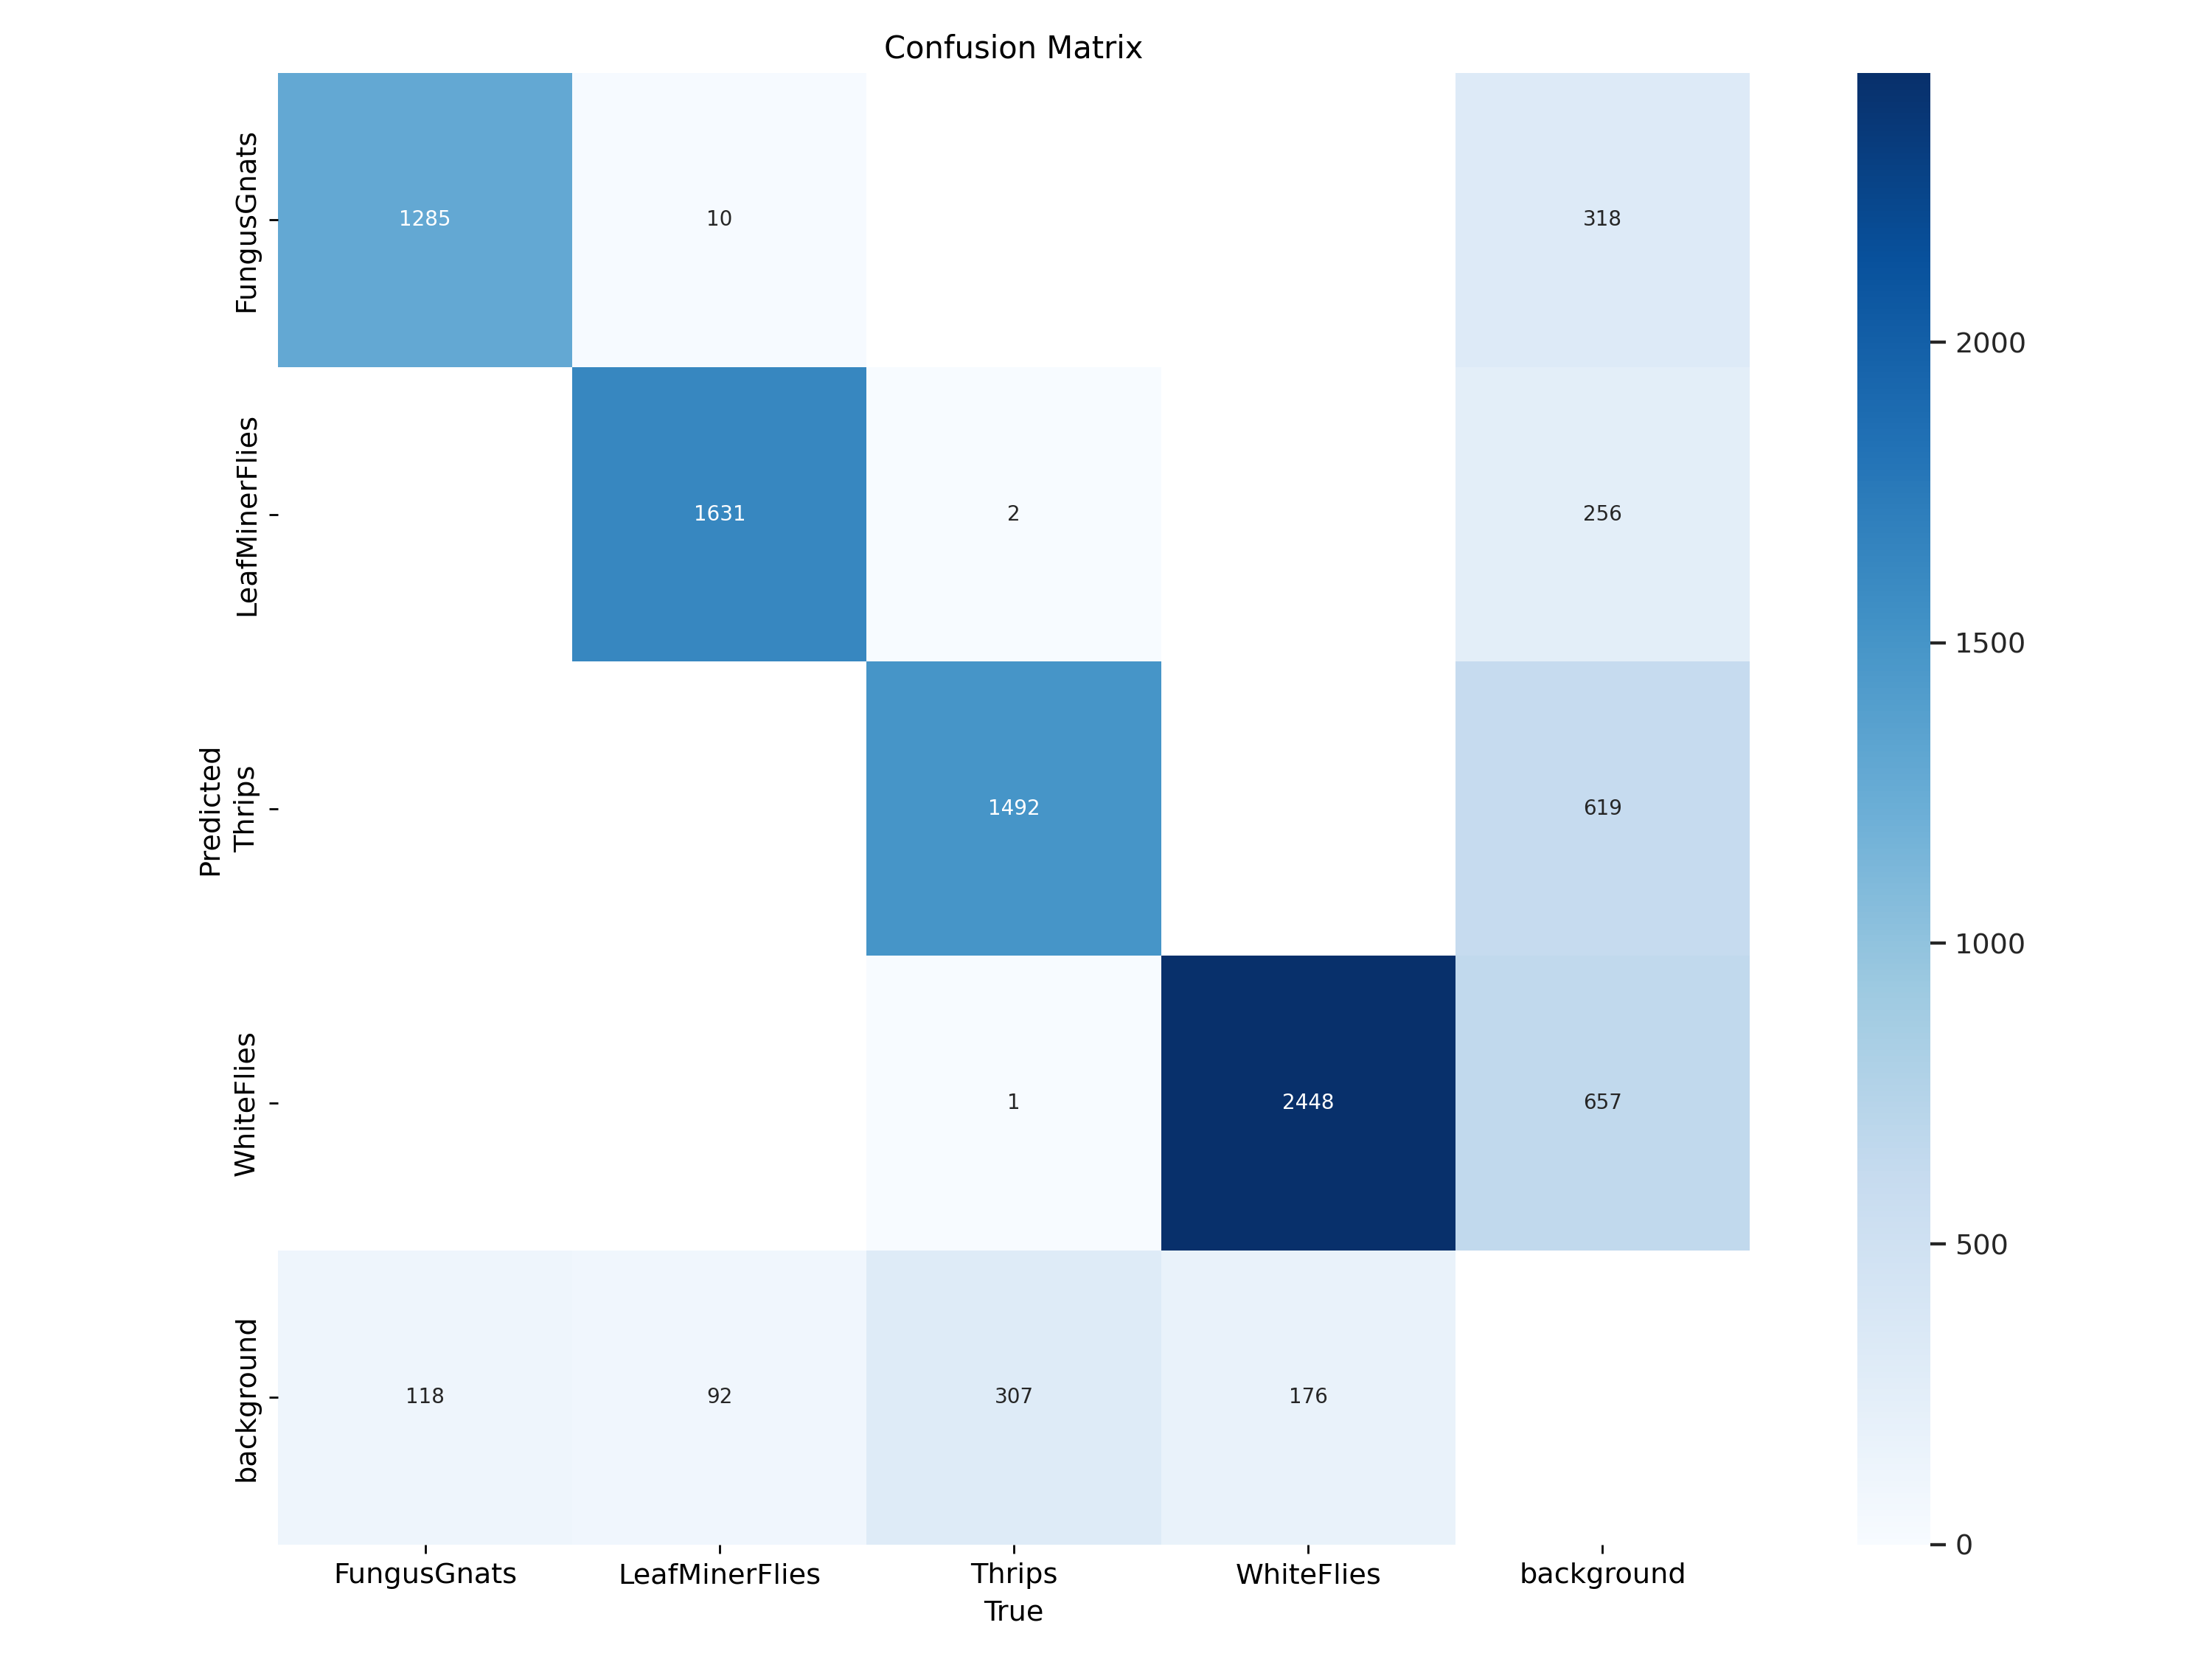 Confusion Matrix
FungusGnats
1285
10
318
LeafMinerFlies
1631
2
256
Predicted
Thrips
1492
619
WhiteFlies
1
2448
657
background
118
92
307
176
FungusGnats
LeafMinerFlies
Thrips
WhiteFlies
background
True
2000
1500
1000
500
0